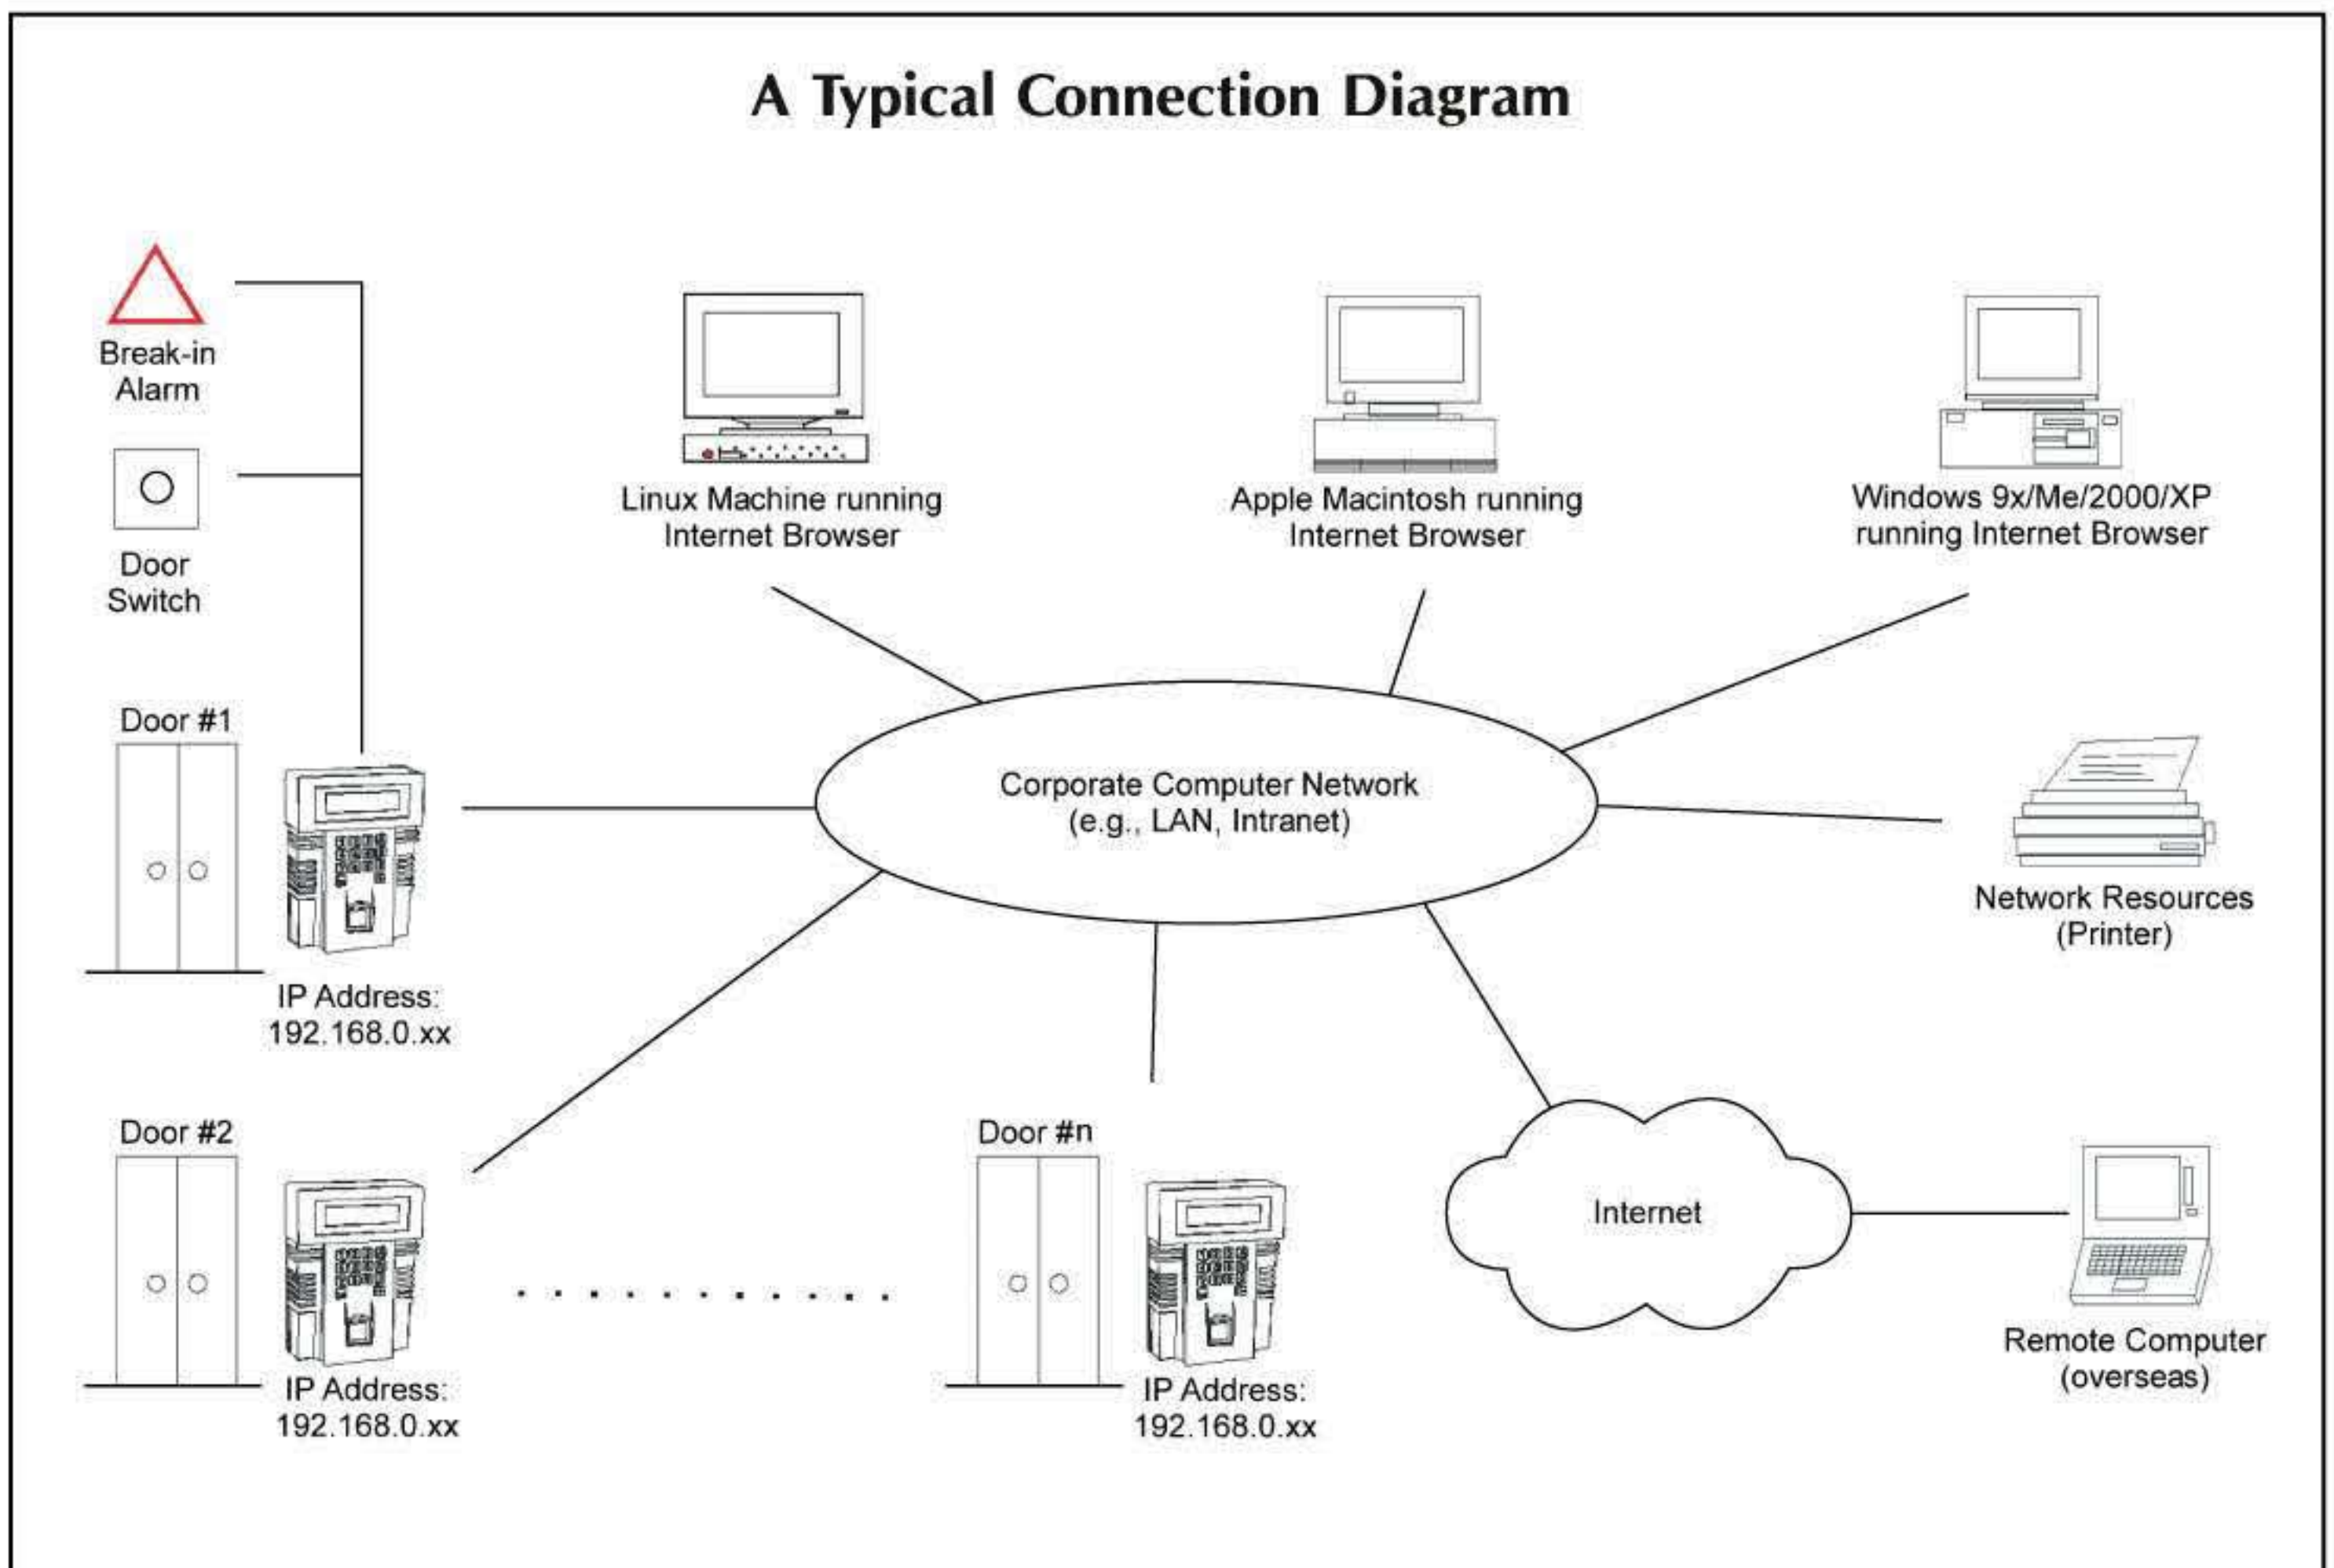 A Typical Connection Diagram
Break-in
Alarm
Door
Switch
Linux Machine running
Internet Browser
Apple Macintosh running
Internet Browser
Windows 9x/Me/2000/XP
running Internet Browser
Door #1
IP Address:
192.168.0.xx
Corporate Computer Network
(e.g., LAN, Intranet)
Network Resources
(Printer)
Door #2
IP Address:
192.168.0.xx
Door #n
IP Address:
192.168.0.xx
Internet
Remote Computer
(overseas)